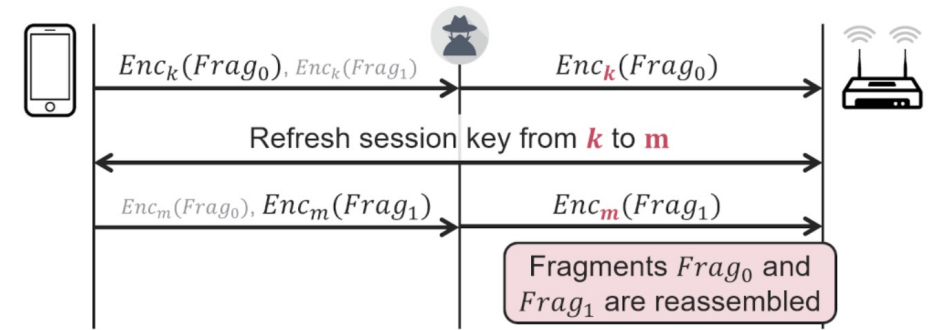 Enc_k(Frag_0), Enc_k(Frag_1) Enc_k(Frag_0)
Refresh session key from k to m
Enc_m(Frag_0), Enc_m(Frag_1) Enc_m(Frag_1)
Fragments Frag_0 and
Frag_1 are reassembled